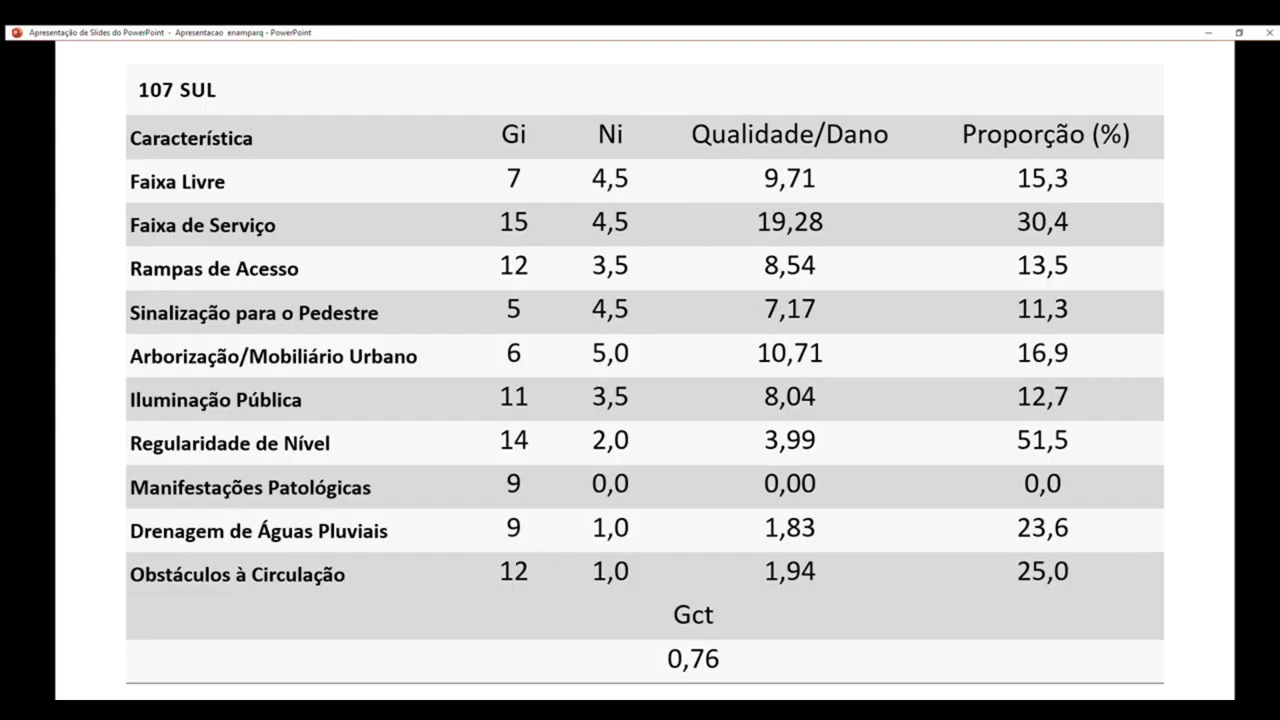 Apresentação de Slides do PowerPoint - Apresentacao enamparq - PowerPoint
107 SUL
Característica Gi Ni Qualidade/Dano Proporção (%)
Faixa Livre 7 4,5 9,71 15,3
Faixa de Serviço 15 4,5 19,28 30,4
Rampas de Acesso 12 3,5 8,54 13,5
Sinalização para o Pedestre 5 4,5 7,17 11,3
Arborização/Mobiliário Urbano 6 5,0 10,71 16,9
Iluminação Pública 11 3,5 8,04 12,7
Regularidade de Nível 14 2,0 3,99 51,5
Manifestações Patológicas 9 0,0 0,00 0,0
Drenagem de Águas Pluviais 9 1,0 1,83 23,6
Obstáculos à Circulação 12 1,0 1,94 25,0
Gct
0,76